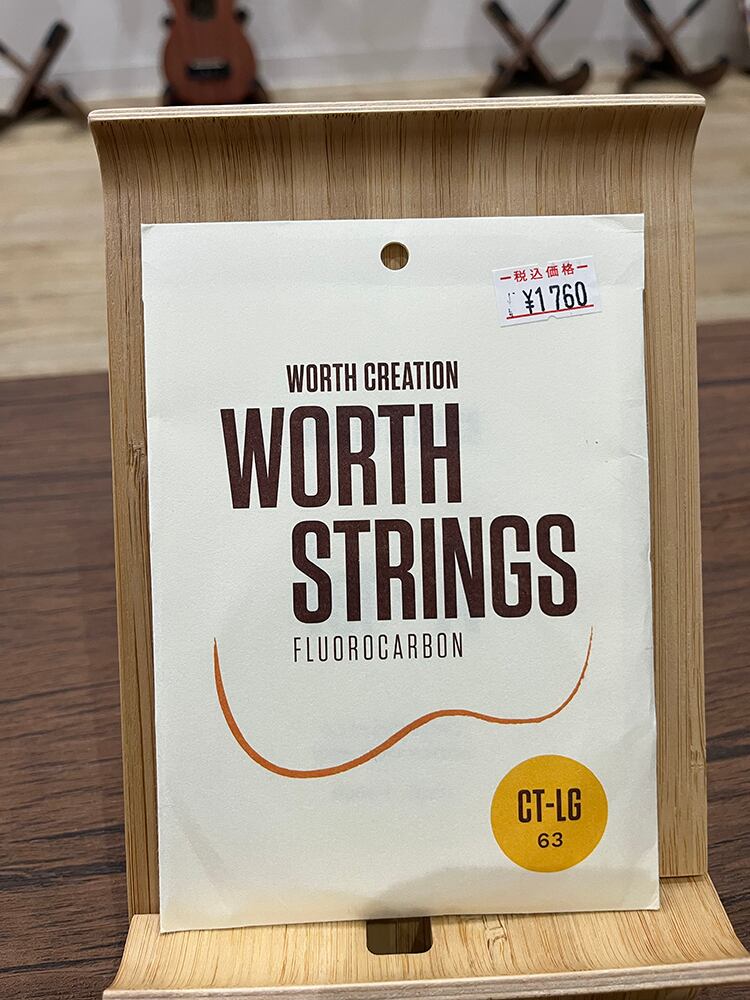 税込価格
¥1760
WORTH CREATION
WORTH
STRINGS
FLUOROCARBON
CT-LG
63